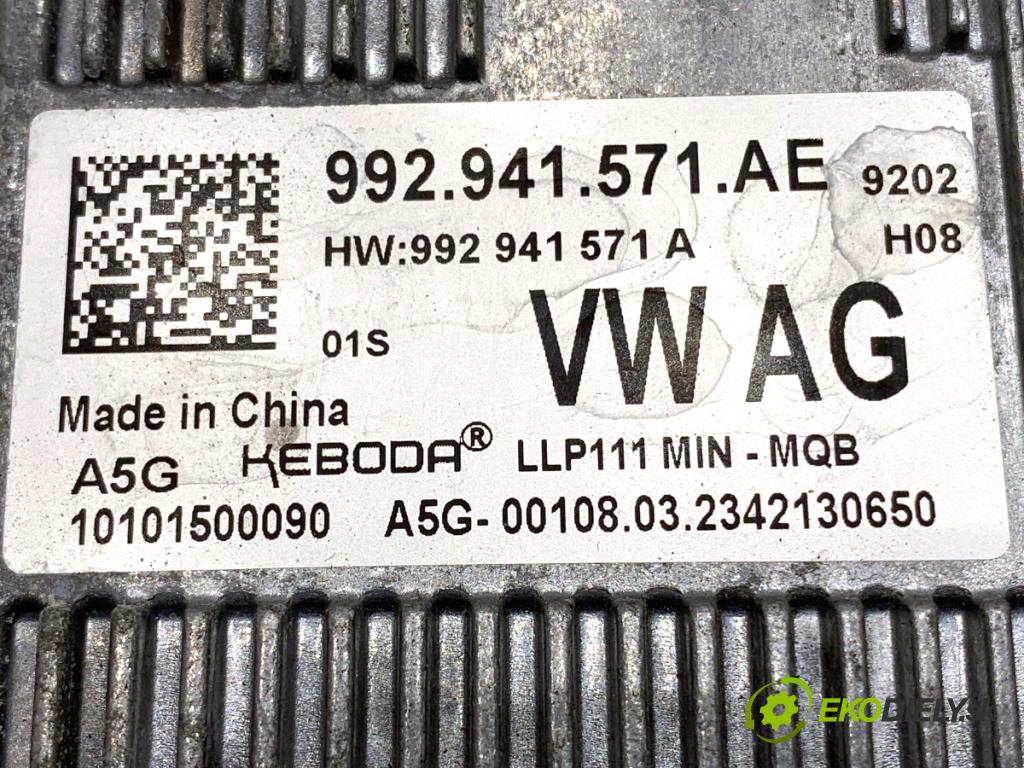 992.941.571.AE 9202
HW:992 941 571 A H08
01S VW AG
Made in China
A5G KEBODA® LLP111 MIN - MQB
10101500090 A5G- 00108.03.2342130650
EKODIELY.S